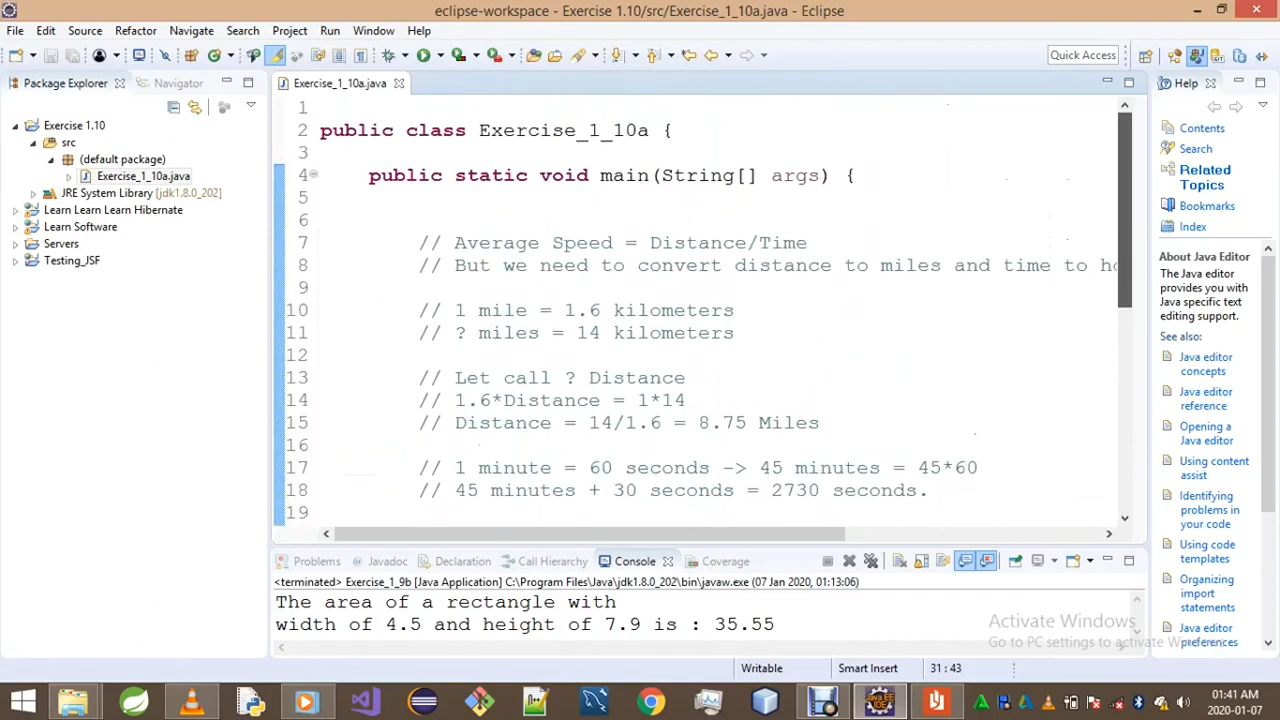 eclipse-workspace - Exercise 1.10/src/Exercise_1_10a.java - Eclipse
File Edit Source Refactor Navigate Search Project Run Window Help
Quick Access
Package Explorer Navigator
Exercise 1.10
src
(default package)
Exercise_1_10a.java
JRE System Library [jdk1.8.0_202]
Learn Learn Learn Hibernate
Learn Software
Servers
Testing_JSF
Exercise_1_10a.java
1
2 public class Exercise_1_10a {
3
4 public static void main(String[] args) {
5
6
7 // Average Speed = Distance/Time
8 // But we need to convert distance to miles and time to ho
9
10 // 1 mile = 1.6 kilometers
11 // ? miles = 14 kilometers
12
13 // Let call ? Distance
14 // 1.6*Distance = 1*14
15 // Distance = 14/1.6 = 8.75 Miles
16
17 // 1 minute = 60 seconds -> 45 minutes = 45*60
18 // 45 minutes + 30 seconds = 2730 seconds.
19
Help
Contents
Search
Related
Topics
Bookmarks
Index
About Java Editor
The Java editor
provides you with
Java specific text
editing support.
See also:
Java editor
concepts
Java editor
reference
Opening a
Java editor
Using content
assist
Identifying
problems in
your code
Using code
templates
Organizing
import
statements
Java editor
preferences
Problems Javadoc Declaration Call Hierarchy Console Coverage
<terminated> Exercise_1_9b [Java Application] C:\Program Files\Java\jdk1.8.0_202\bin\javaw.exe (07 Jan 2020, 01:13:06)
The area of a rectangle with
width of 4.5 and height of 7.9 is : 35.55
Activate Windows
Go to PC settings to activate Windows.
Writable Smart Insert 31 : 43
01:41 AM
2020-01-07